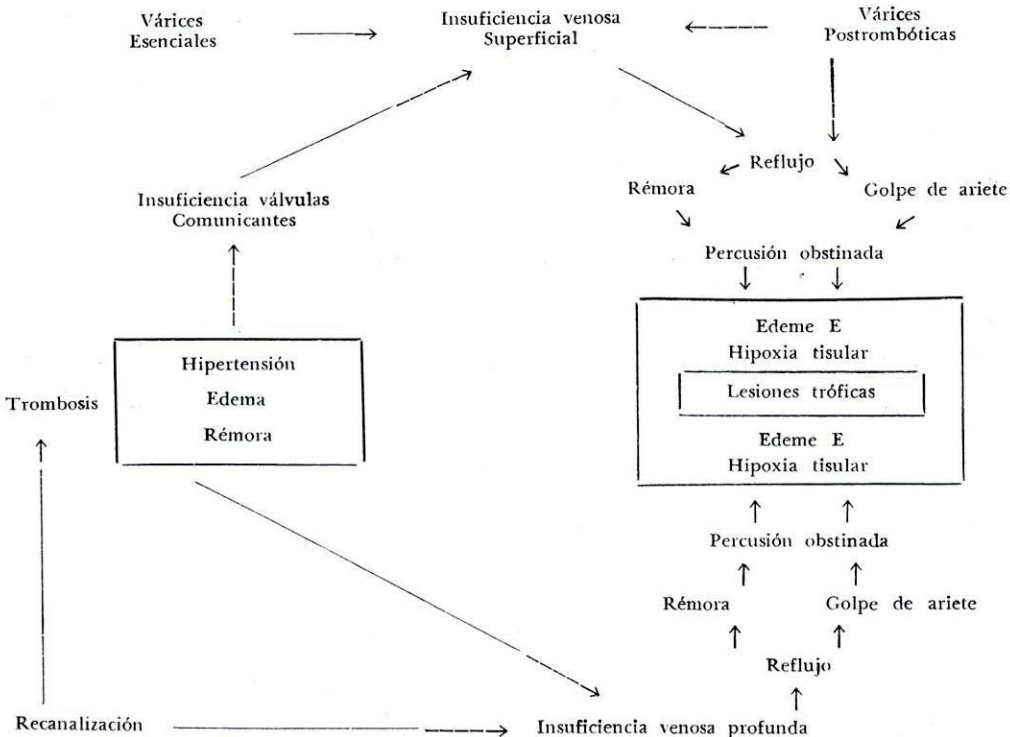 Várices
Esenciales
Insuficiencia venosa
Superficial
Várices
Postrombóticas
Reflujo
Rémora
Golpe de ariete
Insuficiencia válvulas
Comunicantes
Percusión obstinada
Edeme E
Hipoxia tisular
Lesiones tróficas
Edeme E
Hipoxia tisular
Hipertensión
Edema
Rémora
Trombosis
Percusión obstinada
Rémora
Golpe de ariete
Reflujo
Recanalización
Insuficiencia venosa profunda